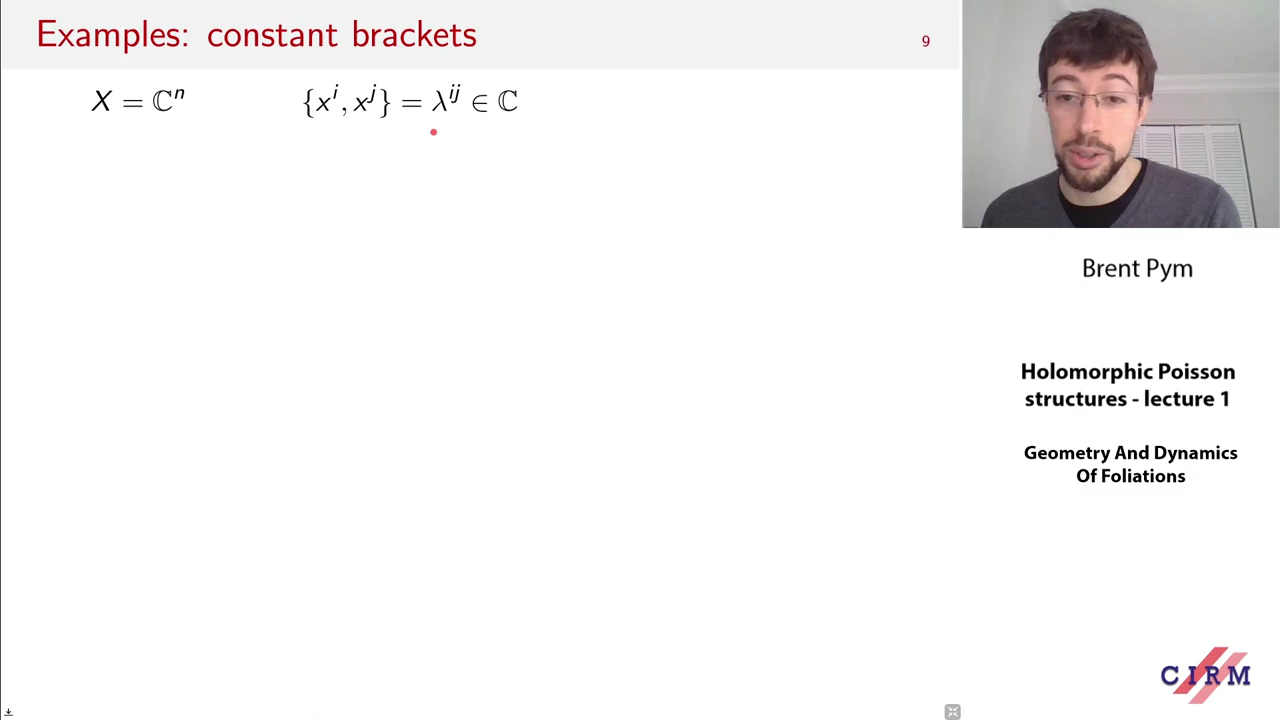 Examples: constant brackets
9
X = ℂⁿ {xⁱ, xʲ} = λⁱʲ ∈ ℂ
Brent Pym
Holomorphic Poisson
structures - lecture 1
Geometry And Dynamics
Of Foliations
CIRM